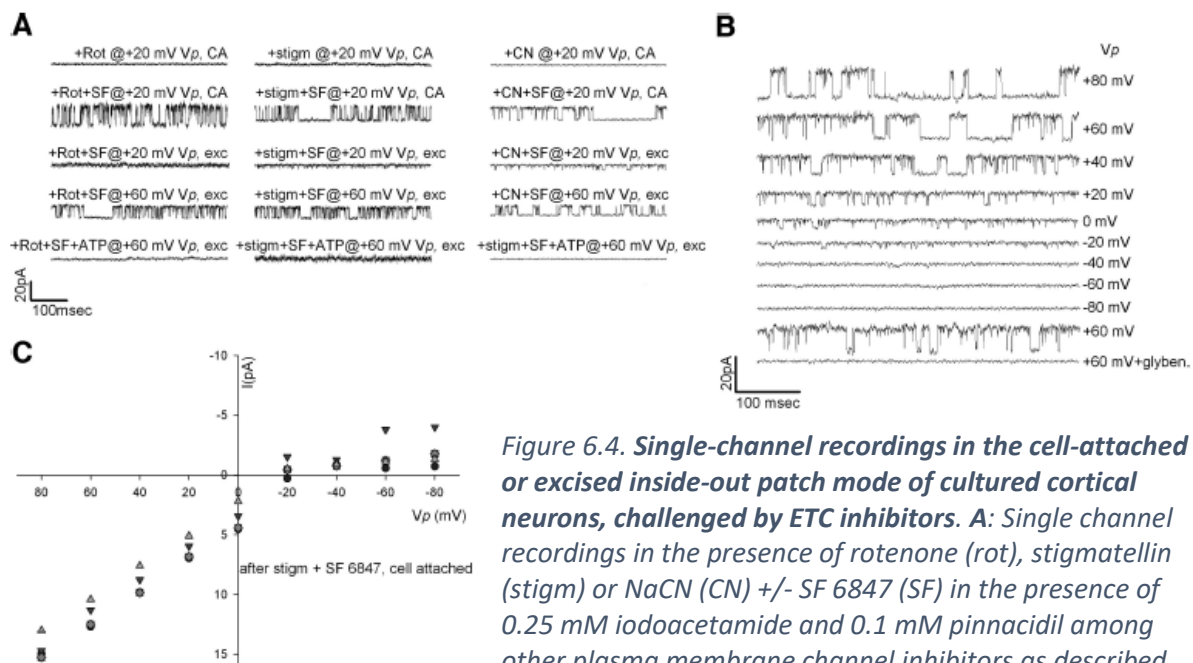 A
+Rot @+20 mV Vp, CA
+stigm @+20 mV Vp, CA
+CN @+20 mV Vp, CA
+Rot+SF@+20 mV Vp, CA
+stigm+SF@+20 mV Vp, CA
+CN+SF@+20 mV Vp, CA
+Rot+SF@+20 mV Vp, exc
+stigm+SF@+20 mV Vp, exc
+CN+SF@+20 mV Vp, exc
+Rot+SF@+60 mV Vp, exc
+stigm+SF@+60 mV Vp, exc
+CN+SF@+60 mV Vp, exc
+Rot+SF+ATP@+60 mV Vp, exc
+stigm+SF+ATP@+60 mV Vp, exc
+stigm+SF+ATP@+60 mV Vp, exc
20pA
100msec
B
Vp
+80 mV
+60 mV
+40 mV
+20 mV
0 mV
-20 mV
-40 mV
-60 mV
-80 mV
+60 mV
+60 mV+glyben.
20pA
100 msec
C
-10
I(pA)
-5
0
80 60 40 20 0 -20 -40 -60 -80
Vp (mV)
5
after stigm + SF 6847, cell attached
10
15
Figure 6.4. Single-channel recordings in the cell-attached
or excised inside-out patch mode of cultured cortical
neurons, challenged by ETC inhibitors. A: Single channel
recordings in the presence of rotenone (rot), stigmatellin
(stigm) or NaCN (CN) +/- SF 6847 (SF) in the presence of
0.25 mM iodoacetamide and 0.1 mM pinnacidil among
other plasma membrane channel inhibitors as described